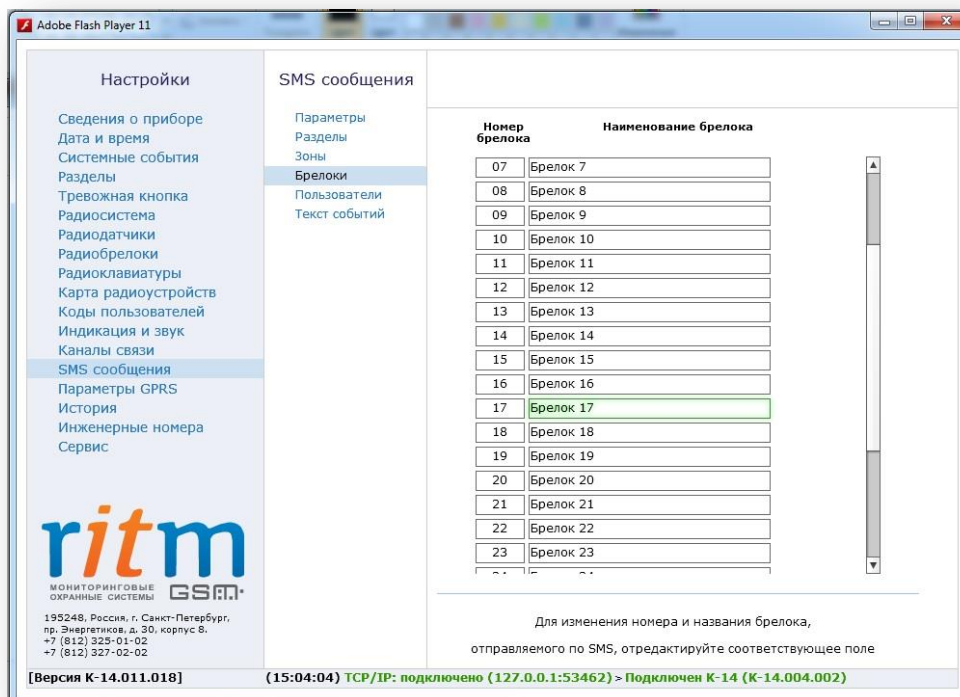 Adobe Flash Player 11
Настройки
Сведения о приборе
Дата и время
Системные события
Разделы
Тревожная кнопка
Радиосистема
Радиодатчики
Радиобрелоки
Радиоклавиатуры
Карта радиоустройств
Коды пользователей
Индикация и звук
Каналы связи
SMS сообщения
Параметры GPRS
История
Инженерные номера
Сервис
ritm
МОНИТОРИНГОВЫЕ
ОХРАННЫЕ СИСТЕМЫ GSM
195248, Россия, г. Санкт-Петербург,
пр. Энергетиков, д. 30, корпус 8.
+7 (812) 325-01-02
+7 (812) 327-02-02
SMS сообщения
Параметры
Разделы
Зоны
Брелоки
Пользователи
Текст событий
Номер брелока Наименование брелока
07 Брелок 7
08 Брелок 8
09 Брелок 9
10 Брелок 10
11 Брелок 11
12 Брелок 12
13 Брелок 13
14 Брелок 14
15 Брелок 15
16 Брелок 16
17 Брелок 17
18 Брелок 18
19 Брелок 19
20 Брелок 20
21 Брелок 21
22 Брелок 22
23 Брелок 23
Для изменения номера и названия брелока,
отправляемого по SMS, отредактируйте соответствующее поле
[Версия K-14.011.018] (15:04:04) TCP/IP: подключено (127.0.0.1:53462) > Подключен K-14 (K-14.004.002)